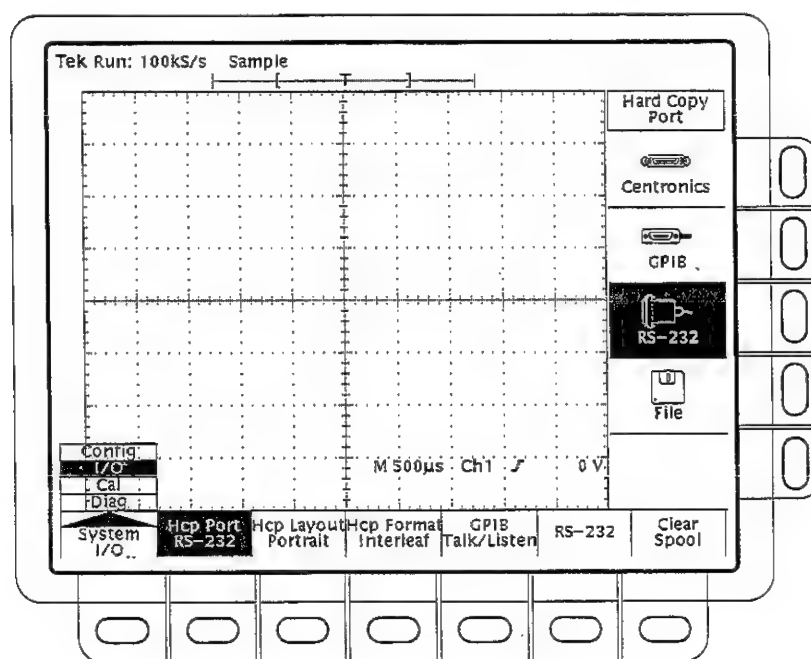 Tek Run: 100kS/s Sample
T
Hard Copy
Port
Centronics
GPIB
RS-232
File
M 500µs Ch1 0 V
Config
I/O
Cal
Diag
System
I/O
Hcp Port
RS-232
Hcp Layout
Portrait
Hcp Format
Interleaf
GPIB
Talk/Listen
RS-232
Clear
Spool